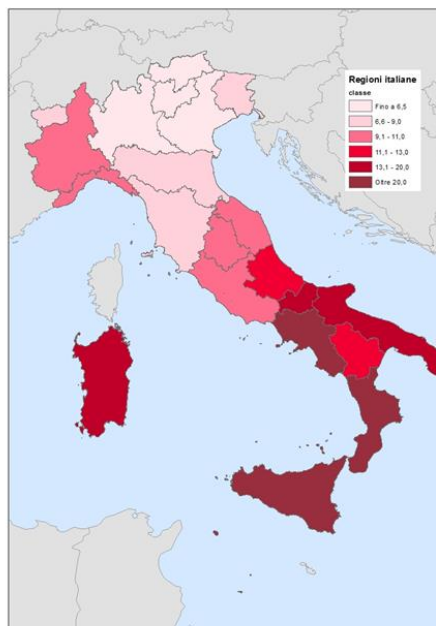 Regioni italiane
classe
Fino a 6,5
6,6 - 9,0
9,1 - 11,0
11,1 - 13,0
13,1 - 20,0
Oltre 20,0